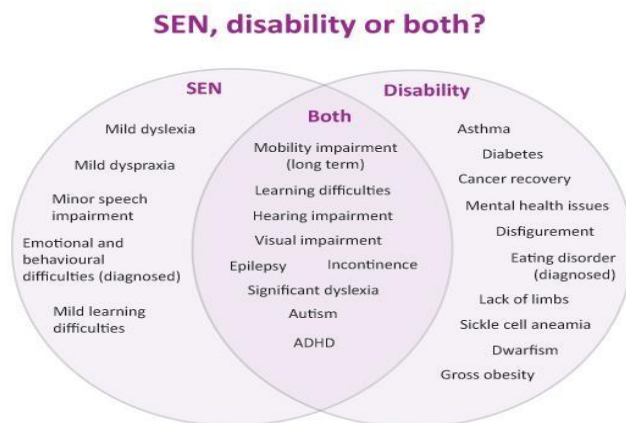 SEN, disability or both?
SEN
Mild dyslexia
Mild dyspraxia
Minor speech
impairment
Emotional and
behavioural
difficulties (diagnosed)
Mild learning
difficulties
Both
Mobility impairment
(long term)
Learning difficulties
Hearing impairment
Visual impairment
Epilepsy Incontinence
Significant dyslexia
Autism
ADHD
Disability
Asthma
Diabetes
Cancer recovery
Mental health issues
Disfigurement
Eating disorder
(diagnosed)
Lack of limbs
Sickle cell aneamia
Dwarfism
Gross obesity